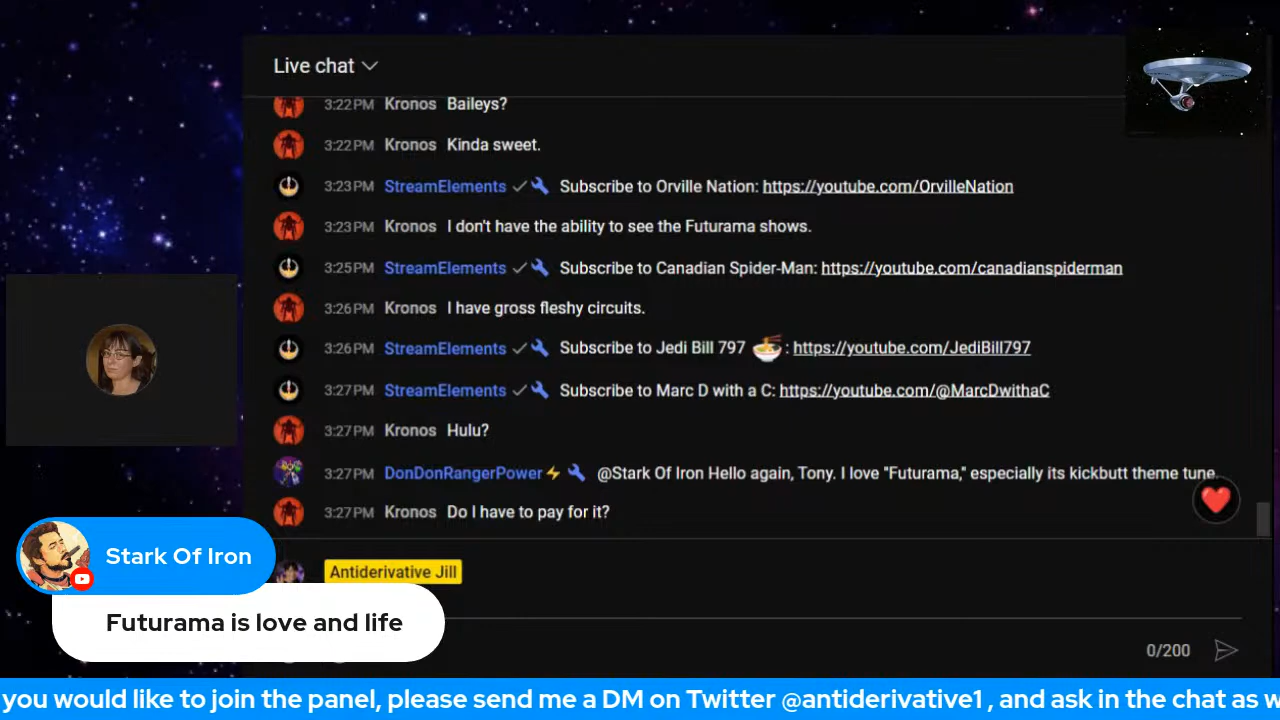 Live chat
3:22 PM Kronos Baileys?
3:22 PM Kronos Kinda sweet.
3:23 PM StreamElements Subscribe to Orville Nation: https://youtube.com/OrvilleNation
3:23 PM Kronos I don't have the ability to see the Futurama shows.
3:25 PM StreamElements Subscribe to Canadian Spider-Man: https://youtube.com/canadianspiderman
3:26 PM Kronos I have gross fleshy circuits.
3:26 PM StreamElements Subscribe to Jedi Bill 797 🍜 : https://youtube.com/JediBill797
3:27 PM StreamElements Subscribe to Marc D with a C: https://youtube.com/@MarcDwithaC
3:27 PM Kronos Hulu?
3:27 PM DonDonRangerPower⚡ @Stark Of Iron Hello again, Tony. I love "Futurama," especially its kickbutt theme tune.
3:27 PM Kronos Do I have to pay for it?
Antiderivative Jill
Stark Of Iron
Futurama is love and life
0/200
you would like to join the panel, please send me a DM on Twitter @antiderivative1 , and ask in the chat as w